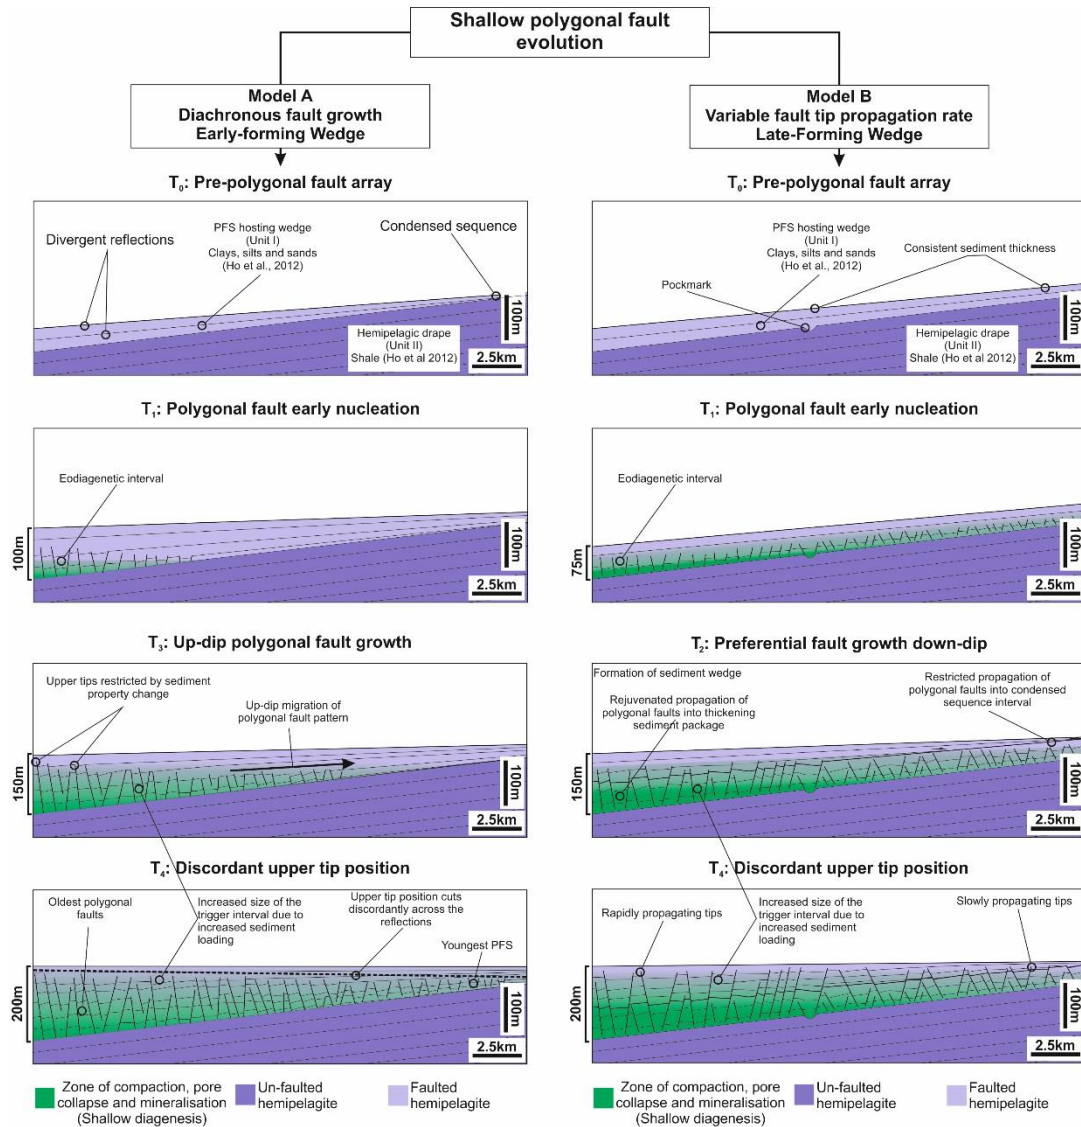 Shallow polygonal fault
evolution
Model A
Diachronous fault growth
Early-forming Wedge
T₀: Pre-polygonal fault array
Divergent reflections
PFS hosting wedge
(Unit I)
Clays, silts and sands
(Ho et al., 2012)
Condensed sequence
Hemipelagic drape
(Unit II)
Shale (Ho et al 2012)
100m
2.5km
T₁: Polygonal fault early nucleation
Eodiagenetic interval
100m
100m
2.5km
T₃: Up-dip polygonal fault growth
Upper tips restricted by sediment
property change
Up-dip migration of
polygonal fault pattern
150m
100m
2.5km
T₄: Discordant upper tip position
Oldest polygonal
faults
Increased size of the
trigger interval due to
increased sediment
loading
Upper tip position cuts
discordantly across the
reflections
Youngest PFS
200m
100m
2.5km
Zone of compaction, pore
collapse and mineralisation
(Shallow diagenesis)
Un-faulted
hemipelagite
Faulted
hemipelagite
Model B
Variable fault tip propagation rate
Late-Forming Wedge
T₀: Pre-polygonal fault array
PFS hosting wedge
(Unit I)
Clays, silts and sands
(Ho et al., 2012)
Pockmark
Consistent sediment thickness
Hemipelagic drape
(Unit II)
Shale (Ho et al 2012)
100m
2.5km
T₁: Polygonal fault early nucleation
Eodiagenetic interval
75m
100m
2.5km
T₂: Preferential fault growth down-dip
Formation of sediment wedge
Rejuvenated propagation of
polygonal faults into thickening
sediment package
Restricted propagation of
polygonal faults into condensed
sequence interval
150m
100m
2.5km
T₄: Discordant upper tip position
Rapidly propagating tips
Increased size of the
trigger interval due to
increased sediment
loading
Slowly propagating tips
200m
100m
2.5km
Zone of compaction, pore
collapse and mineralisation
(Shallow diagenesis)
Un-faulted
hemipelagite
Faulted
hemipelagite